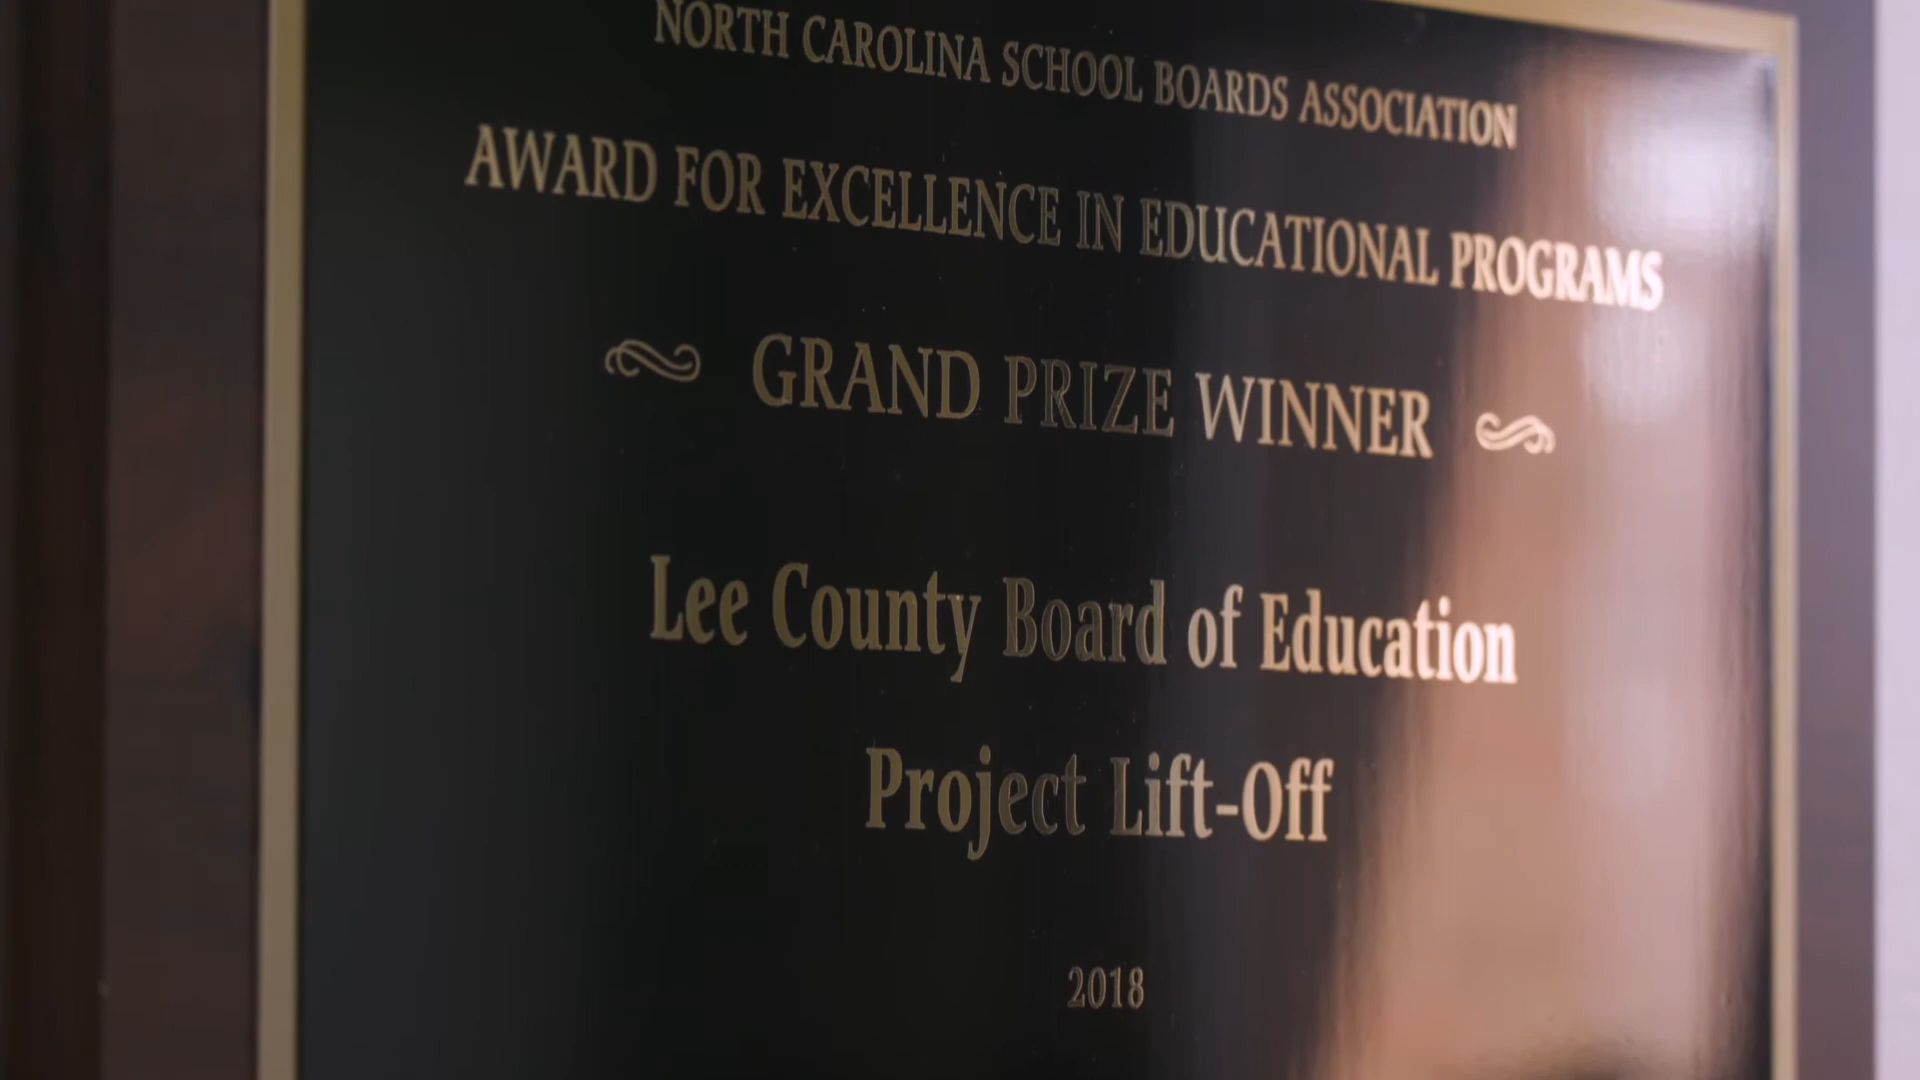 NORTH CAROLINA SCHOOL BOARDS ASSOCIATION
AWARD FOR EXCELLENCE IN EDUCATIONAL PROGRAMS
GRAND PRIZE WINNER
Lee County Board of Education
Project Lift-Off
2018